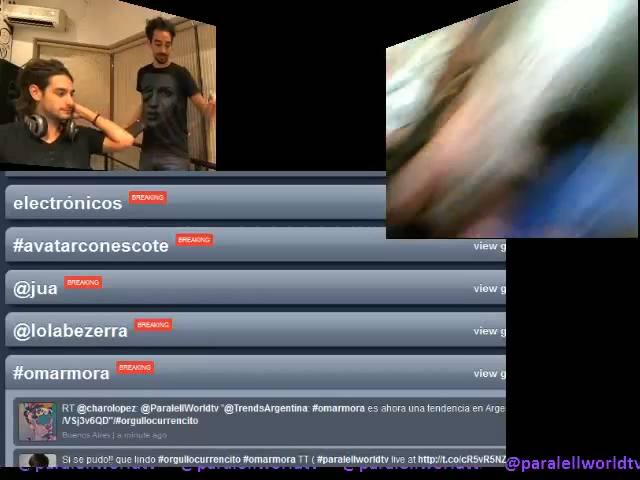 electrónicos BREAKING
#avatarconescote BREAKING view g
@jua BREAKING view g
@lolabezerra BREAKING view g
#omarmora BREAKING view g
RT @charolopez: @ParalellWorldtv "@TrendsArgentina: #omarmora es ahora una tendencia en Arge
/VSj3v6QD"/#orgullocurrencito
Buenos Aires | a minute ago
Si se pudo!! que lindo #orgullocurrencito #omarmora TT ( #paralellworldtv live at http://t.co/cR5vR5NZ
@paralellworldtv